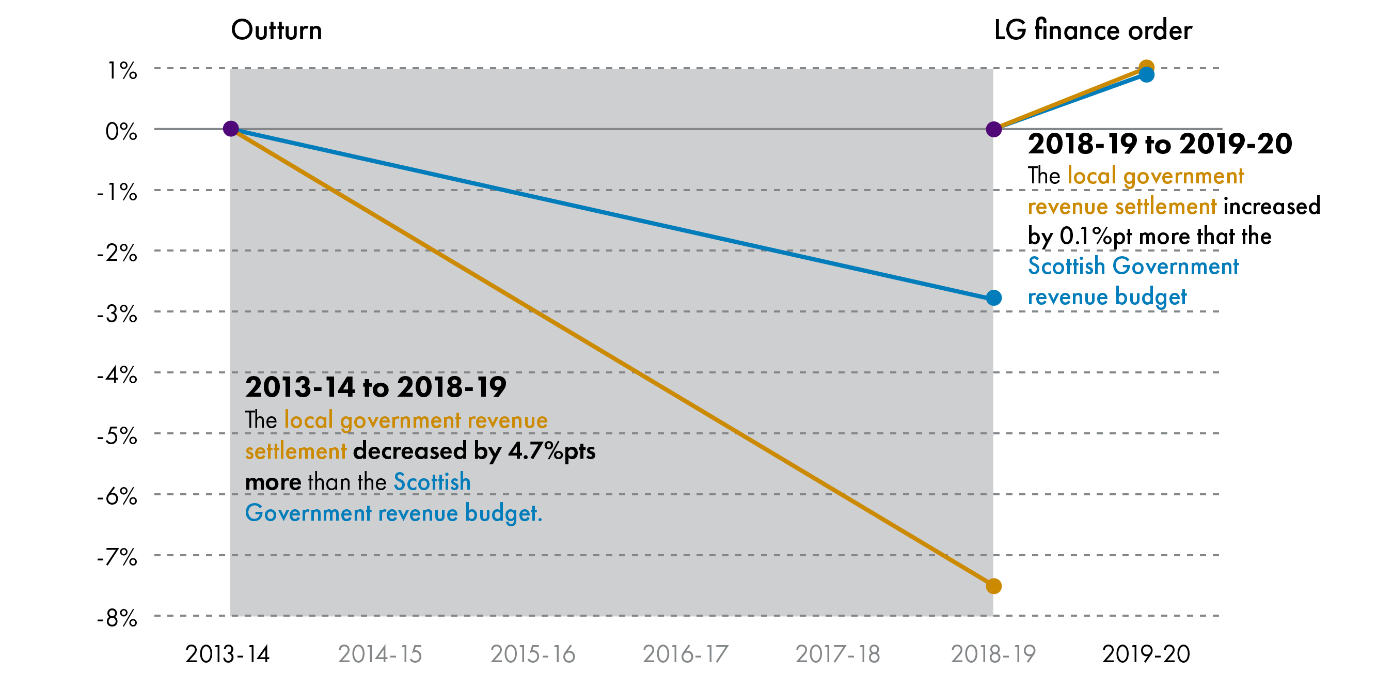 Outturn
LG finance order
1%
0%
-1%
-2%
-3%
-4%
-5%
-6%
-7%
-8%
2018-19 to 2019-20
The local government
revenue settlement increased
by 0.1%pt more that the
Scottish Government
revenue budget
2013-14 to 2018-19
The local government revenue
settlement decreased by 4.7%pts
more than the Scottish
Government revenue budget.
2013-14 2014-15 2015-16 2016-17 2017-18 2018-19 2019-20